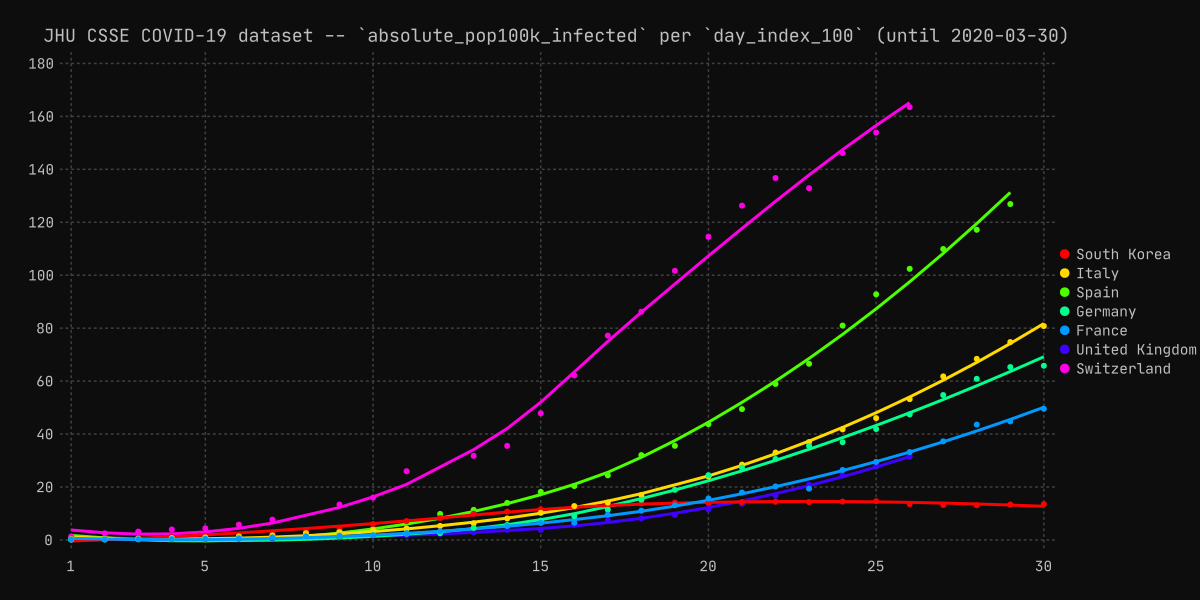 JHU CSSE COVID-19 dataset -- `absolute_pop100k_infected` per `day_index_100` (until 2020-03-30)
180
160
140
120
100
80
60
40
20
0
1 5 10 15 20 25 30
South Korea
Italy
Spain
Germany
France
United Kingdom
Switzerland